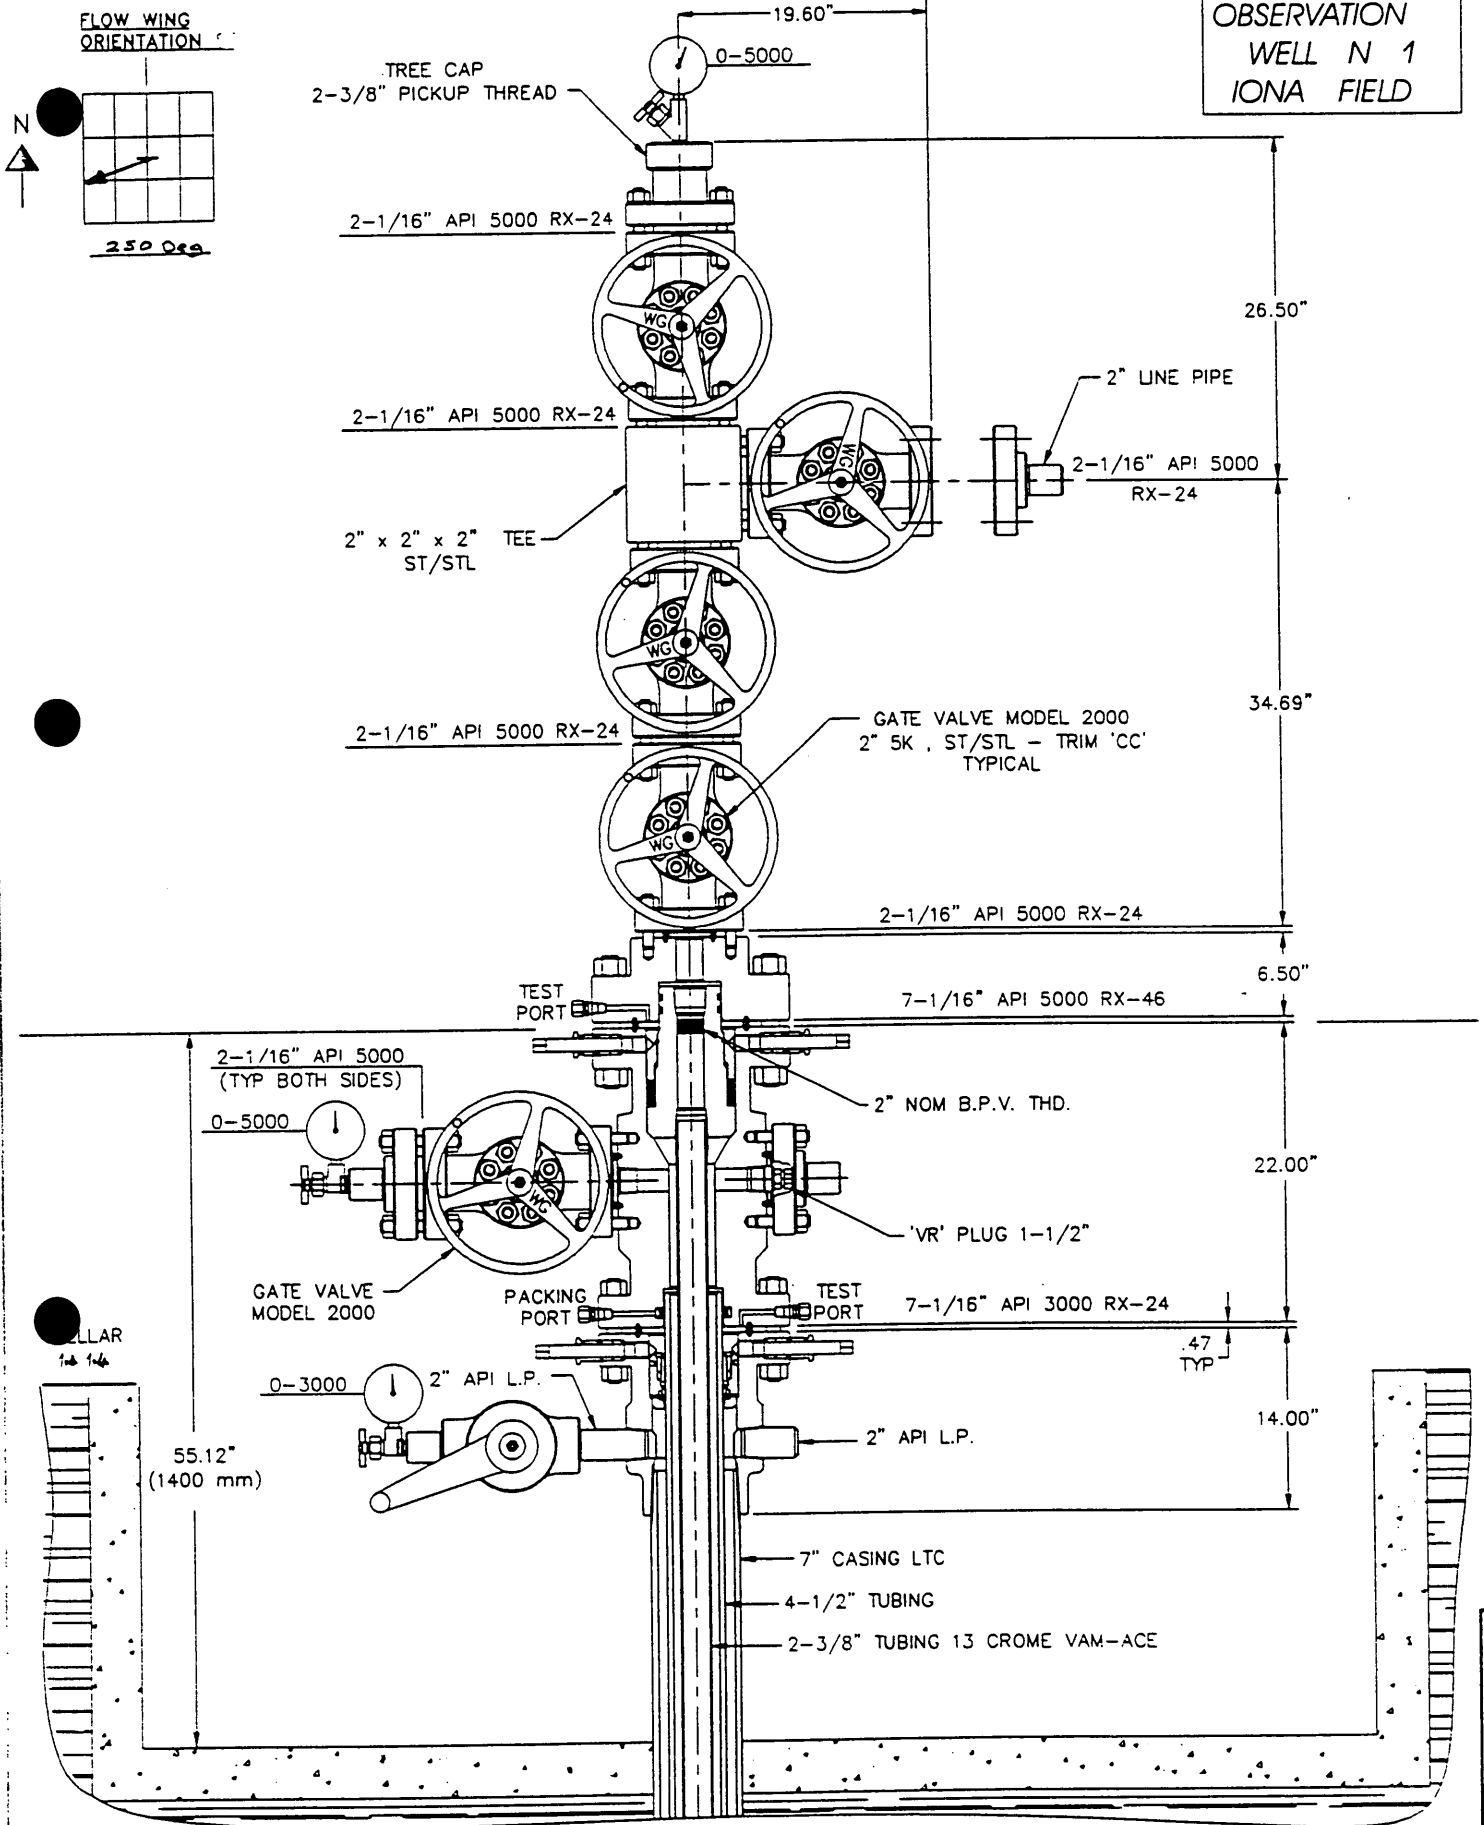 FLOW WING
ORIENTATION
N
250 Deg
19.60"
OBSERVATION
WELL N 1
IONA FIELD
0-5000
TREE CAP
2-3/8" PICKUP THREAD
2-1/16" API 5000 RX-24
26.50"
2" LINE PIPE
2-1/16" API 5000 RX-24
2-1/16" API 5000
RX-24
2" x 2" x 2" TEE
ST/STL
34.69"
GATE VALVE MODEL 2000
2" 5K , ST/STL - TRIM 'CC'
TYPICAL
2-1/16" API 5000 RX-24
2-1/16" API 5000 RX-24
6.50"
TEST
PORT
7-1/16" API 5000 RX-46
2-1/16" API 5000
(TYP BOTH SIDES)
0-5000
2" NOM B.P.V. THD.
22.00"
'VR' PLUG 1-1/2"
GATE VALVE
MODEL 2000
PACKING
PORT
TEST
PORT
7-1/16" API 3000 RX-24
.47
TYP
LLAR
0-3000
2" API L.P.
14.00"
2" API L.P.
55.12"
(1400 mm)
7" CASING LTC
4-1/2" TUBING
2-3/8" TUBING 13 CROME VAM-ACE
WG
WG
WG
WG
WG